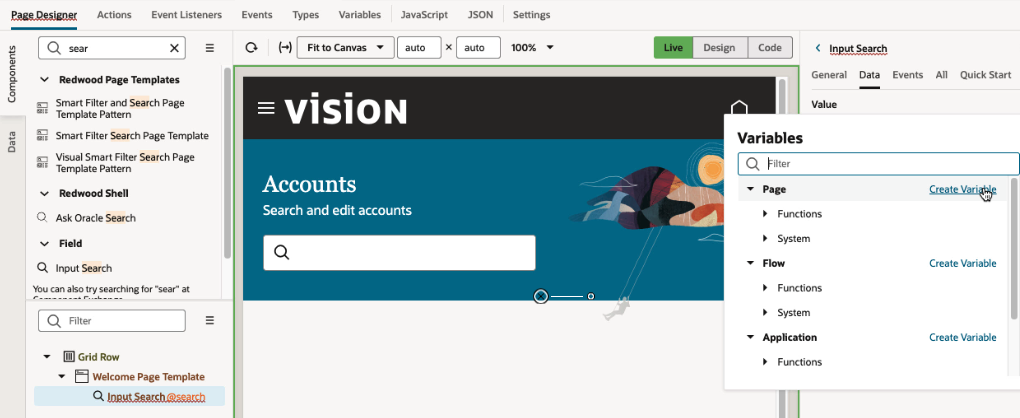 Page Designer Actions Event Listeners Events Types Variables JavaScript JSON Settings
Components
Data
sear
Redwood Page Templates
Smart Filter and Search Page
Template Pattern
Smart Filter Search Page Template
Visual Smart Filter Search Page
Template Pattern
Redwood Shell
Ask Oracle Search
Field
Input Search
You can also try searching for "sear" at
Filter
Grid Row
Welcome Page Template
Input Search @search
Fit to Canvas auto × auto 100% Live Design Code
vision
Accounts
Search and edit accounts
Input Search
General Data Events All Quick Start
Value
Variables
Filter
Page Create Variable
Functions
System
Flow Create Variable
Functions
System
Application Create Variable
Functions